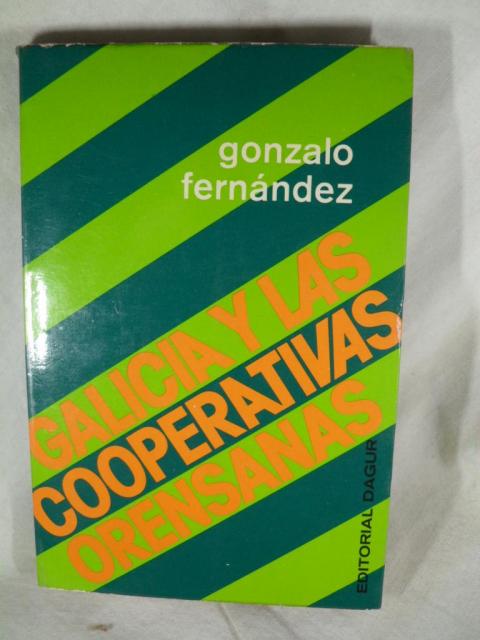 gonzalo
fernández
GALICIA Y LAS
COOPERATIVAS
ORENSANAS
EDITORIAL DAGUR